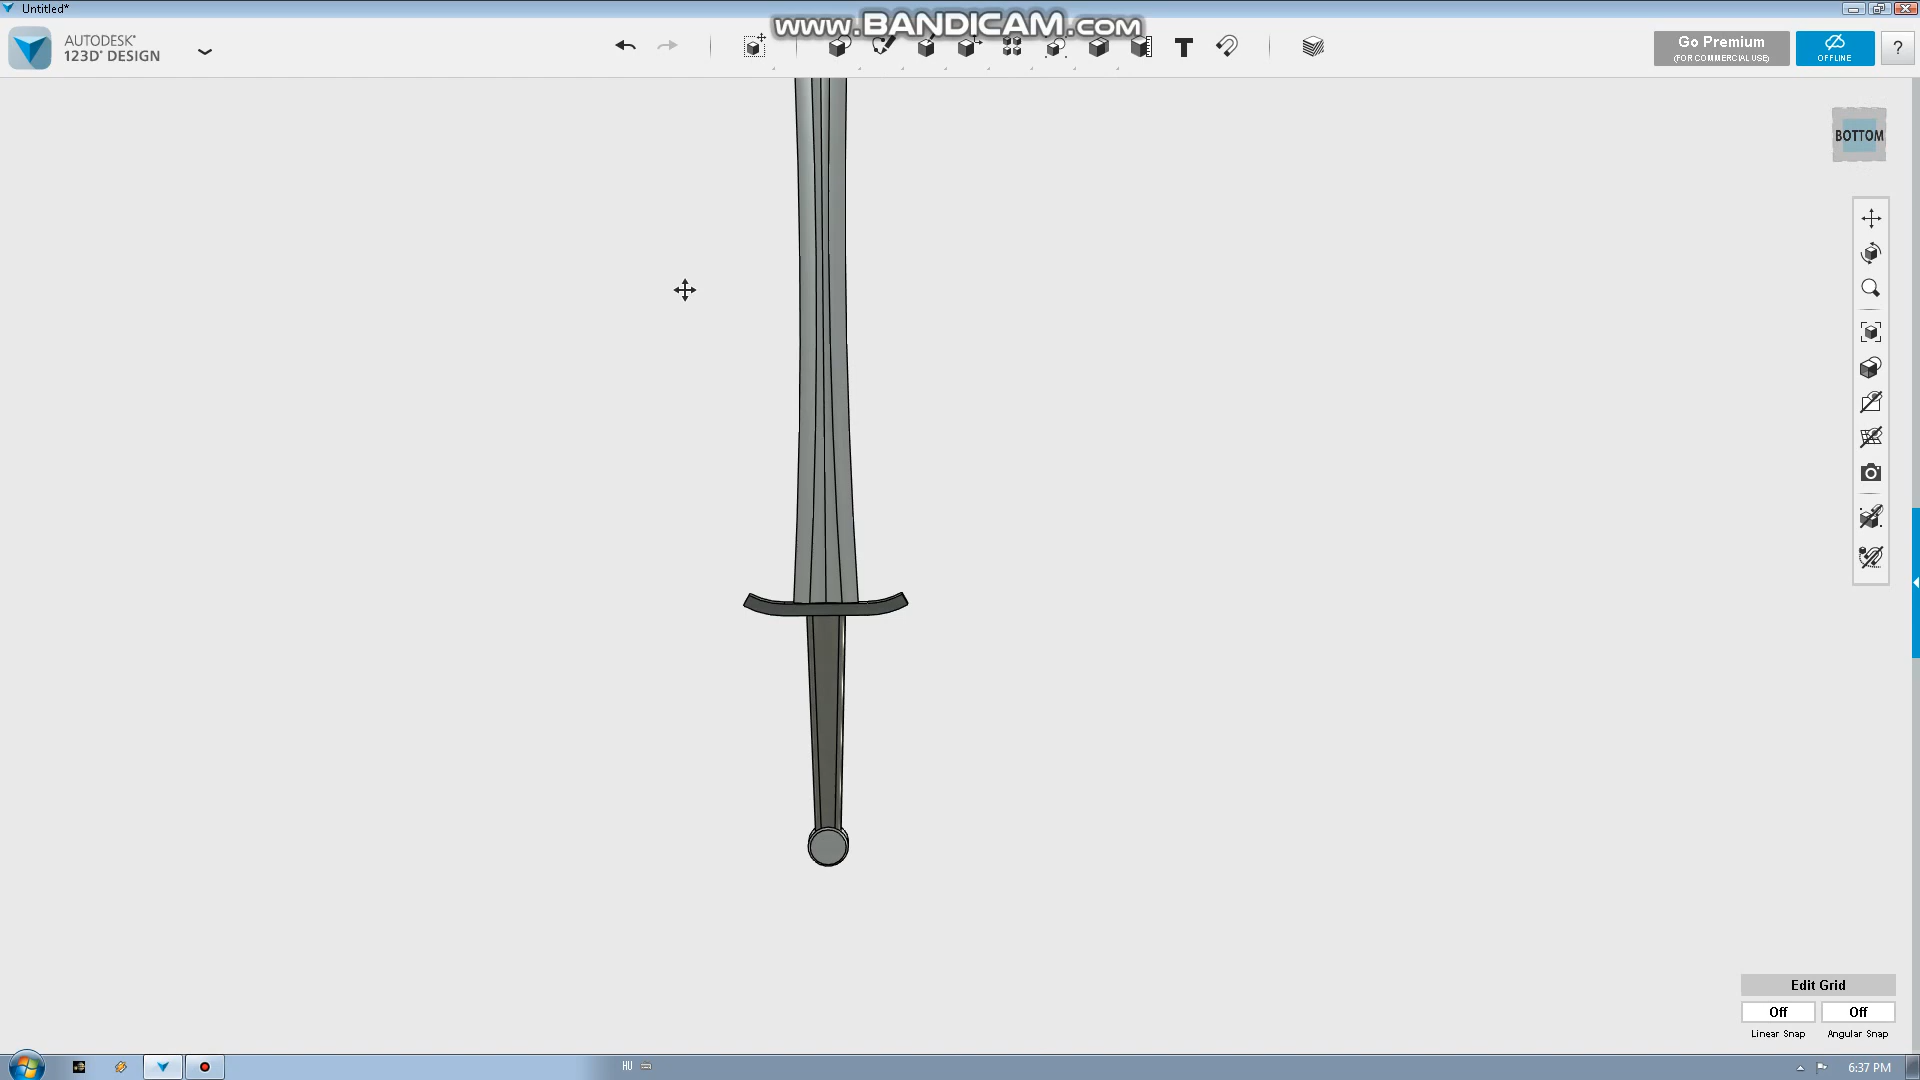 Untitled*
www.BANDICAM.com
AUTODESK®
123D® DESIGN
T
Go Premium
(FOR COMMERCIAL USE)
OFFLINE
?
BOTTOM
Edit Grid
Off
Off
Linear Snap
Angular Snap
HU
6:37 PM